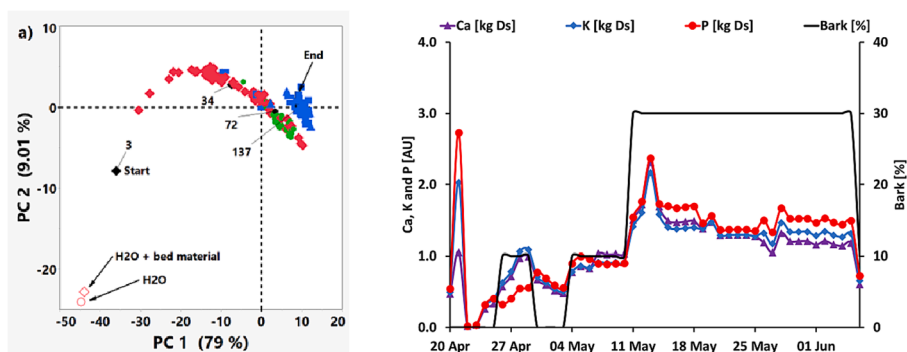 a)
10
0
-10
-20
PC 2 (9.01 %)
End
34
72
137
3
Start
H2O + bed material
H2O
-50 -40 -30 -20 -10 0 10 20
PC 1 (79 %)
Ca [kg Ds] K [kg Ds] P [kg Ds] Bark [%]
4.0
3.0
2.0
1.0
0.0
Ca, K and P [AU]
40
30
20
10
0
Bark [%]
20 Apr 27 Apr 04 May 11 May 18 May 25 May 01 Jun